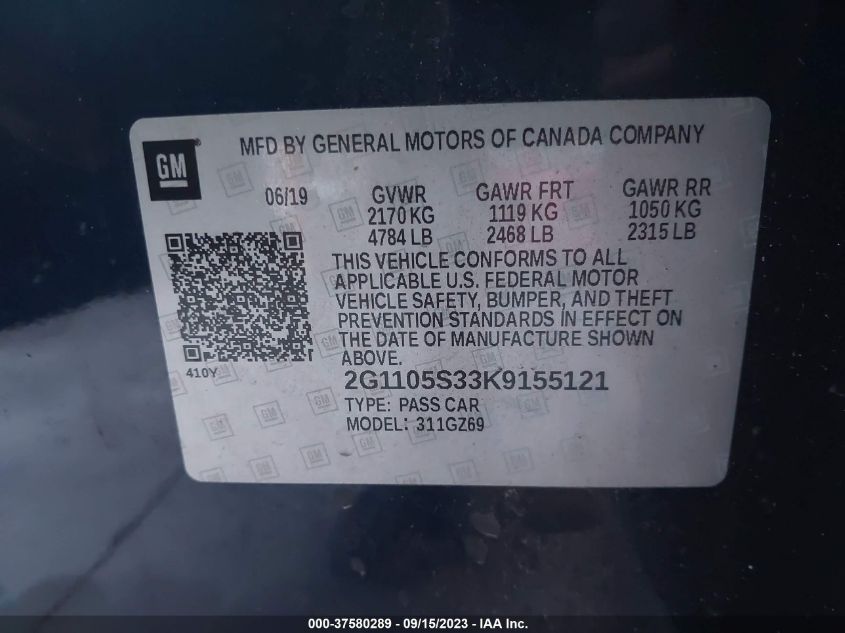 MFD BY GENERAL MOTORS OF CANADA COMPANY
GM
06/19 GVWR GAWR FRT GAWR RR
2170 KG 1119 KG 1050 KG
4784 LB 2468 LB 2315 LB
THIS VEHICLE CONFORMS TO ALL
APPLICABLE U.S. FEDERAL MOTOR
VEHICLE SAFETY, BUMPER, AND THEFT
PREVENTION STANDARDS IN EFFECT ON
THE DATE OF MANUFACTURE SHOWN
ABOVE.
410Y
2G1105S33K9155121
TYPE: PASS CAR
MODEL: 311GZ69
000-37580289 - 09/15/2023 - IAA Inc.